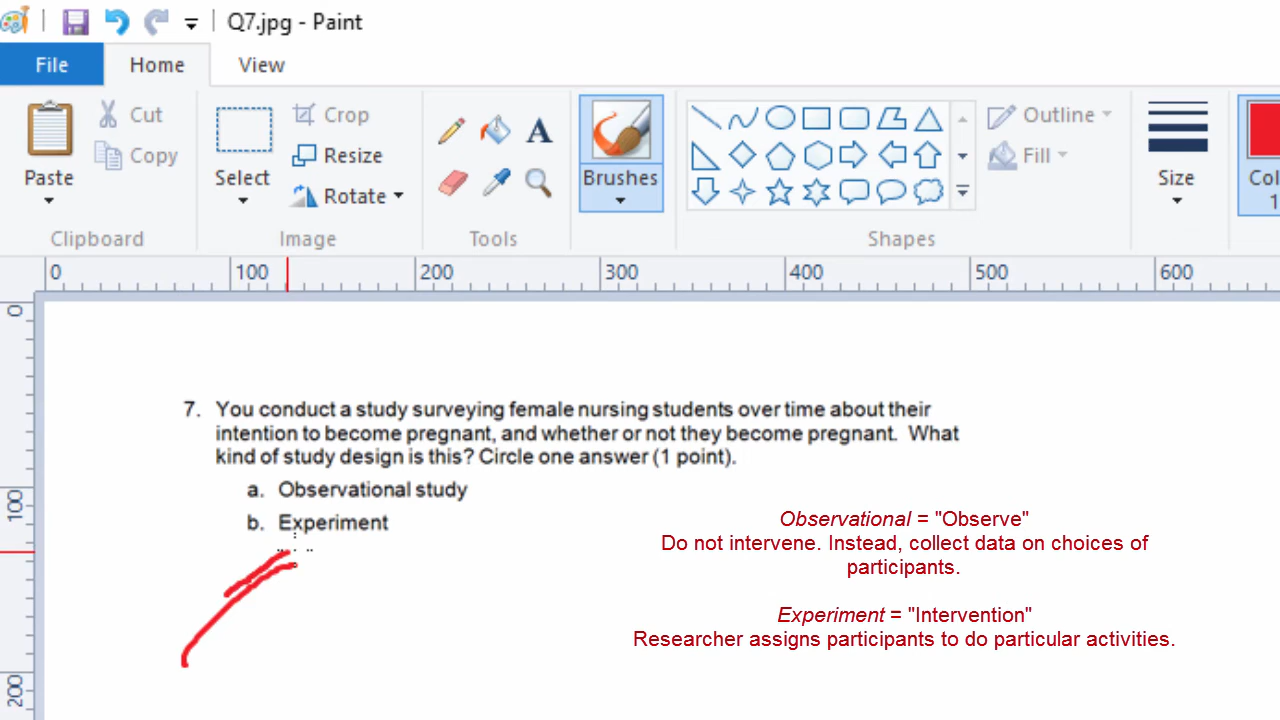 Q7.jpg - Paint
File Home View
Paste
Cut
Copy
Clipboard
Select
Crop
Resize
Rotate
Image
Tools
Brushes
Shapes
Outline
Fill
Size
Col
1
0 100 200 300 400 500 600
0
100
200
7. You conduct a study surveying female nursing students over time about their
intention to become pregnant, and whether or not they become pregnant. What
kind of study design is this? Circle one answer (1 point).
a. Observational study
b. Experiment
Observational = "Observe"
Do not intervene. Instead, collect data on choices of
participants.
Experiment = "Intervention"
Researcher assigns participants to do particular activities.